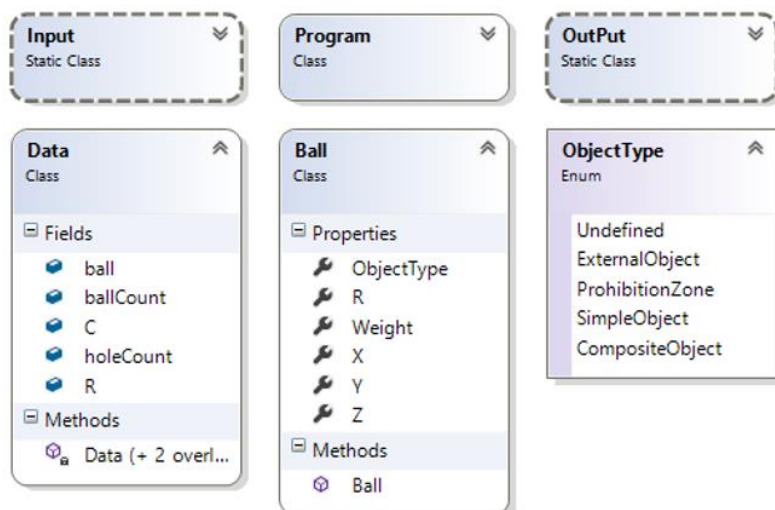 Input
Static Class
Program
Class
OutPut
Static Class
Data
Class
Fields
ball
ballCount
C
holeCount
R
Methods
Data (+ 2 overl...
Ball
Class
Properties
ObjectType
R
Weight
X
Y
Z
Methods
Ball
ObjectType
Enum
Undefined
ExternalObject
ProhibitionZone
SimpleObject
CompositeObject